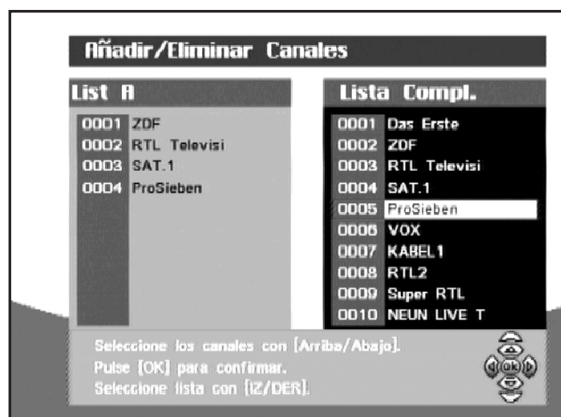 Añadir/Eliminar Canales
List A
0001 ZDF
0002 RTL Televisi
0003 SAT.1
0004 ProSieben
Lista Compl.
0001 Das Erste
0002 ZDF
0003 RTL Televisi
0004 SAT.1
0005 ProSieben
0006 VOX
0007 KABEL1
0008 RTL2
0009 Super RTL
0010 NEUN LIVE T
Seleccione los canales con [Arriba/Abajo].
Pulse [OK] para confirmar.
Seleccione lista con [IZ/DER].
Ok